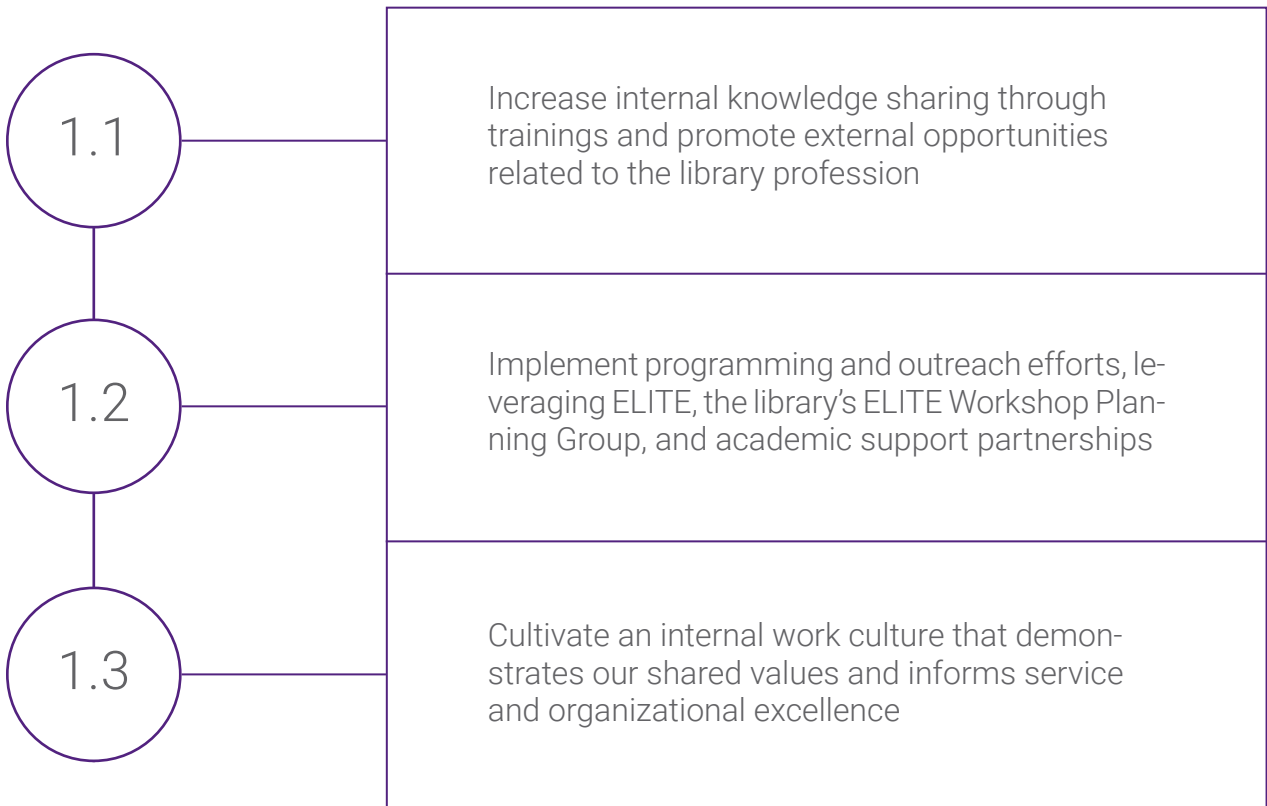 1.1
Increase internal knowledge sharing through
trainings and promote external opportunities
related to the library profession
1.2
Implement programming and outreach efforts, le-
veraging ELITE, the library’s ELITE Workshop Plan-
ning Group, and academic support partnerships
1.3
Cultivate an internal work culture that demon-
strates our shared values and informs service
and organizational excellence